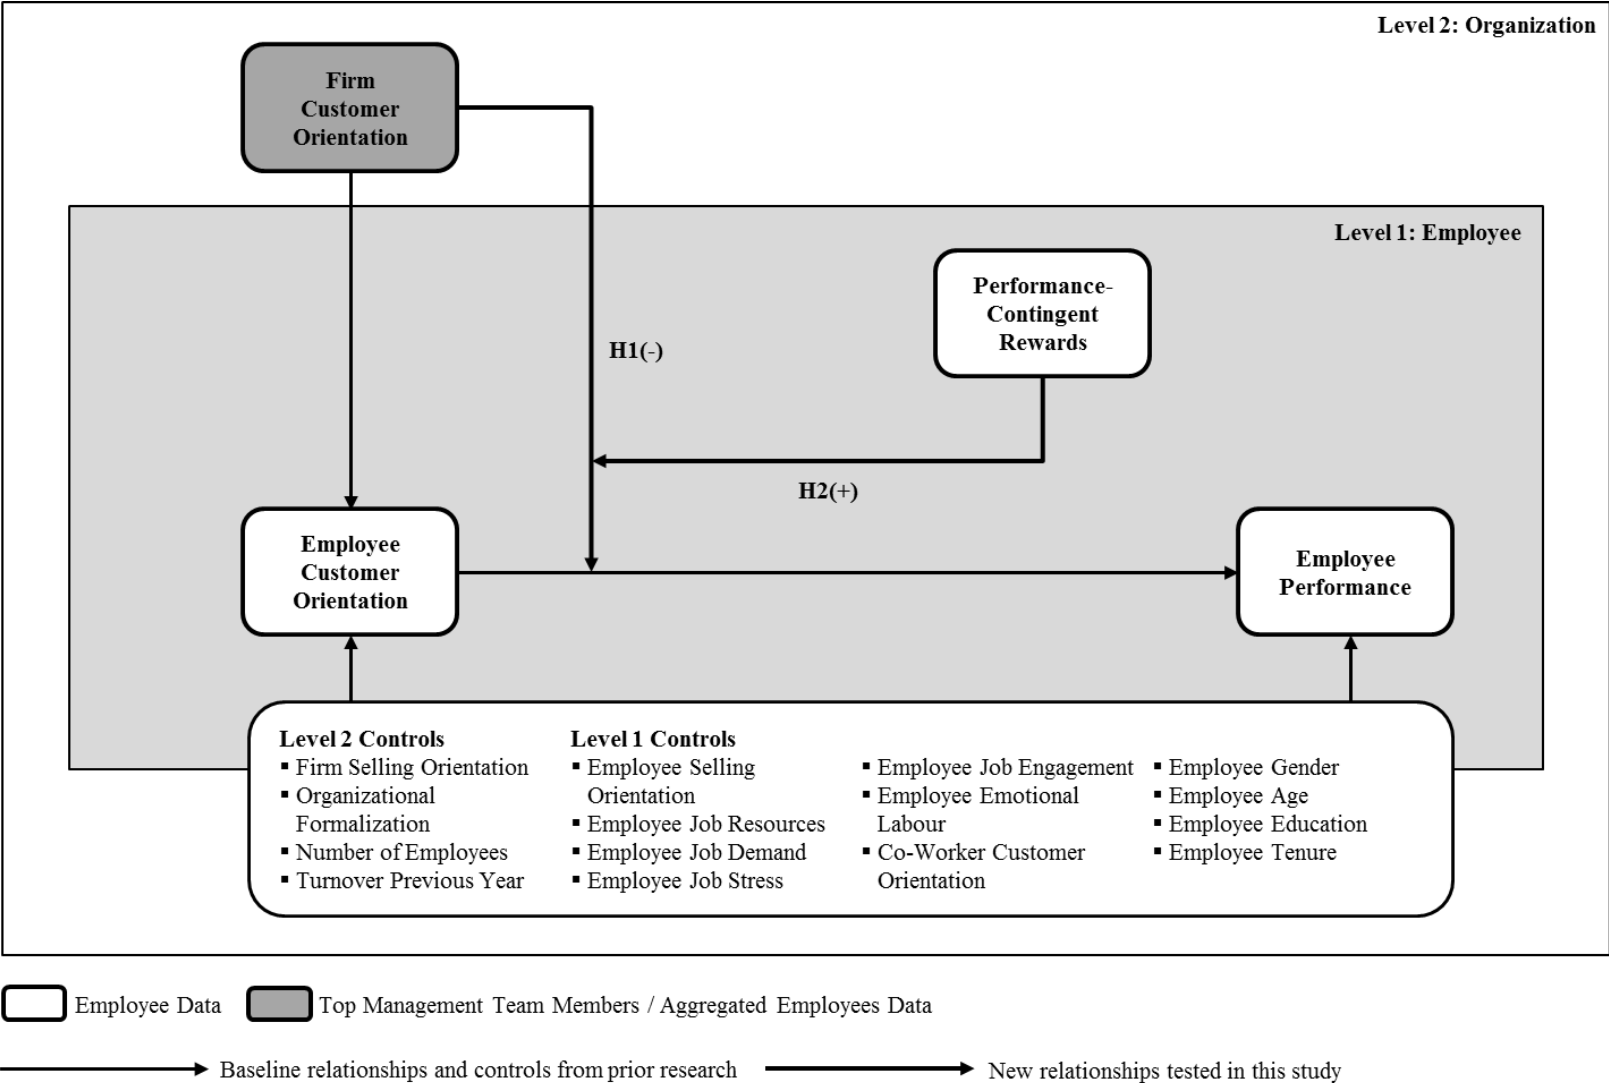 Level 2: Organization
Firm
Customer
Orientation
Level 1: Employee
Performance-
Contingent
Rewards
H1(-)
H2(+)
Employee
Customer
Orientation
Employee
Performance
Level 2 Controls
▪ Firm Selling Orientation
▪ Organizational
Formalization
▪ Number of Employees
▪ Turnover Previous Year
Level 1 Controls
▪ Employee Selling
Orientation
▪ Employee Job Resources
▪ Employee Job Demand
▪ Employee Job Stress
▪ Employee Job Engagement
▪ Employee Emotional
Labour
▪ Co-Worker Customer
Orientation
▪ Employee Gender
▪ Employee Age
▪ Employee Education
▪ Employee Tenure
Employee Data
Top Management Team Members / Aggregated Employees Data
Baseline relationships and controls from prior research
New relationships tested in this study